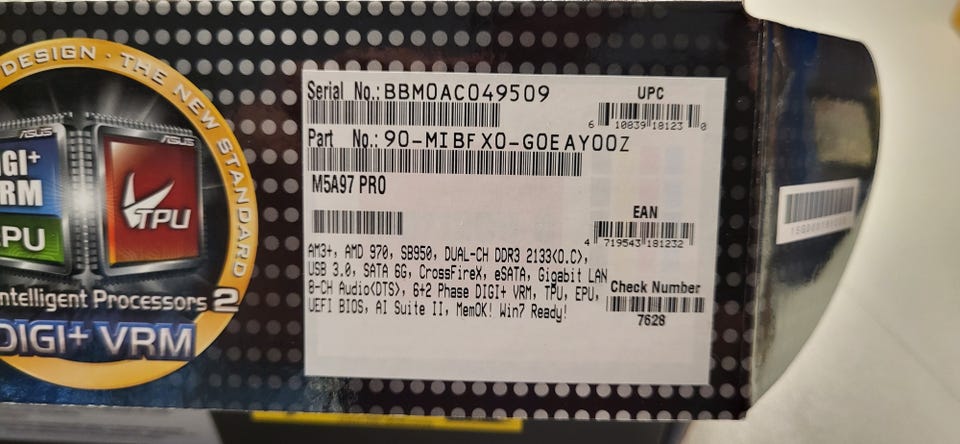 DESIGN · THE NEW STANDARD
ASUS
ASUS
DIGI+
VRM
EPU
TPU
Intelligent Processors 2
DIGI+ VRM
Serial No.:BBM0AC049509
UPC
6 10839 18123 0
Part No.:90-MIBFX0-G0EAY00Z
M5A97 PRO
EAN
4 719543 181232
AM3+, AMD 970, SB950, DUAL-CH DDR3 2133(O.C),
USB 3.0, SATA 6G, CrossFireX, eSATA, Gigabit LAN
8-CH Audio(DTS), 6+2 Phase DIGI+ VRM, TPU, EPU,
UEFI BIOS, AI Suite II, MemOK! Win7 Ready!
Check Number
7628